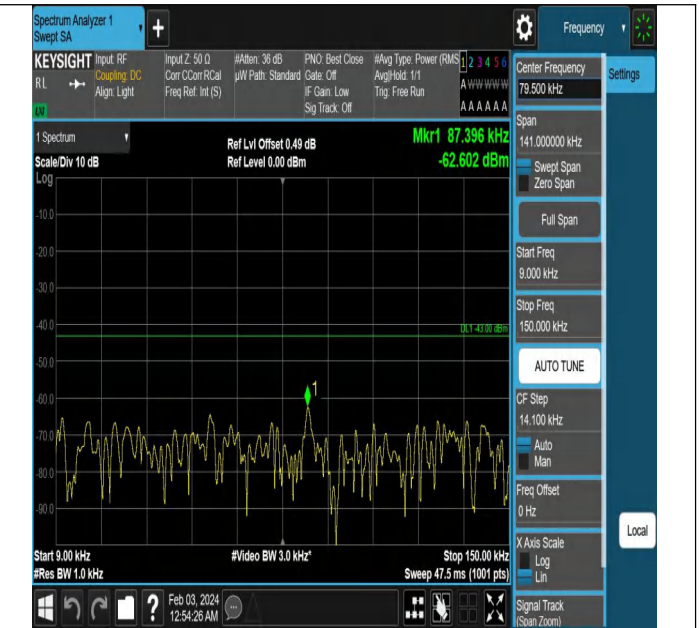 Spectrum Analyzer 1
Swept SA
+
Frequency
KEYSIGHT
RL
Input: RF
Coupling: DC
Align: Light
Input Z: 50 Ω
Corr CCorr RCal
Freq Ref: Int (S)
#Atten: 36 dB
µW Path: Standard
PNO: Best Close
Gate: Off
IF Gain: Low
Sig Track: Off
#Avg Type: Power (RMS
Avg|Hold: 1/1
Trig: Free Run
1 2 3 4 5 6
A W W W W W
A A A A A A
1 Spectrum
Scale/Div 10 dB
Log
Ref Lvl Offset 0.49 dB
Ref Level 0.00 dBm
Mkr1 87.396 kHz
-62.602 dBm
-10.0
-20.0
-30.0
-40.0
DL1 -43.00 dBm
-50.0
-60.0
1
-70.0
-80.0
-90.0
Start 9.00 kHz
#Video BW 3.0 kHz*
Stop 150.00 kHz
#Res BW 1.0 kHz
Sweep 47.5 ms (1001 pts)
?
Feb 03, 2024
12:54:26 AM
Center Frequency
79.500 kHz
Settings
Span
141.000000 kHz
Swept Span
Zero Span
Full Span
Start Freq
9.000 kHz
Stop Freq
150.000 kHz
AUTO TUNE
CF Step
14.100 kHz
Auto
Man
Freq Offset
0 Hz
Local
X Axis Scale
Log
Lin
Signal Track
(Span Zoom)